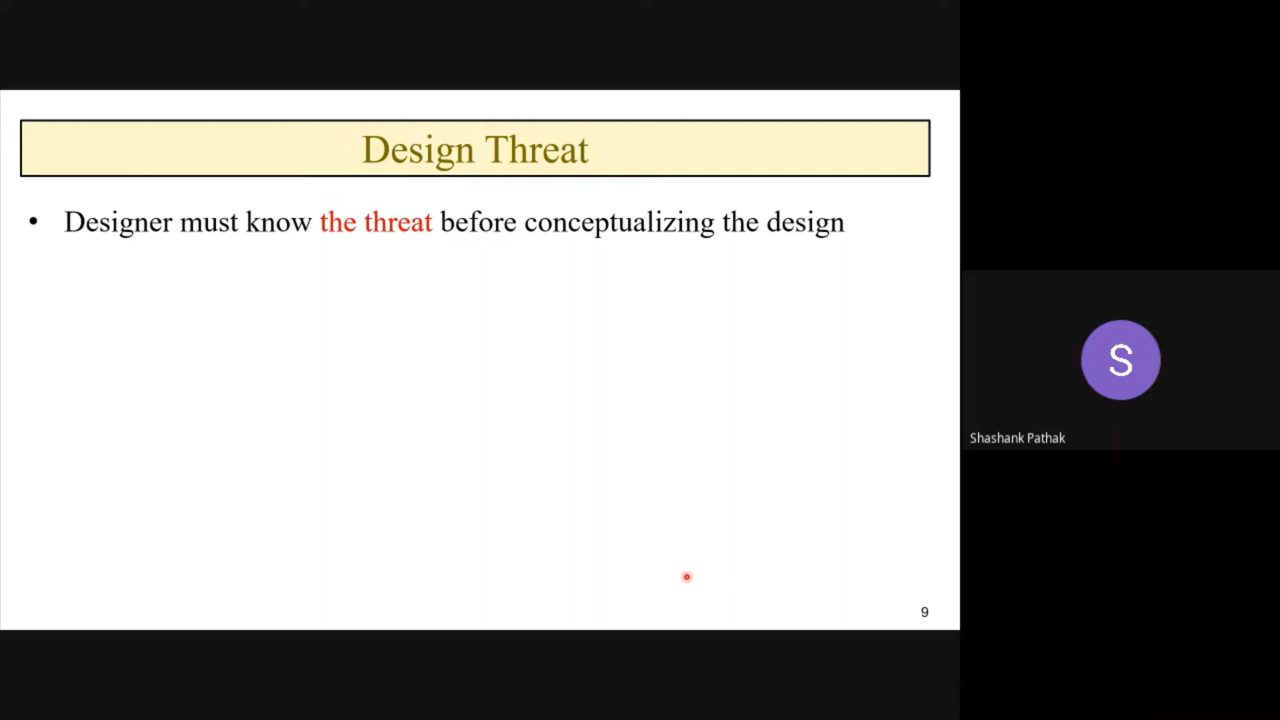 Design Threat
• Designer must know the threat before conceptualizing the design
S
Shashank Pathak
9